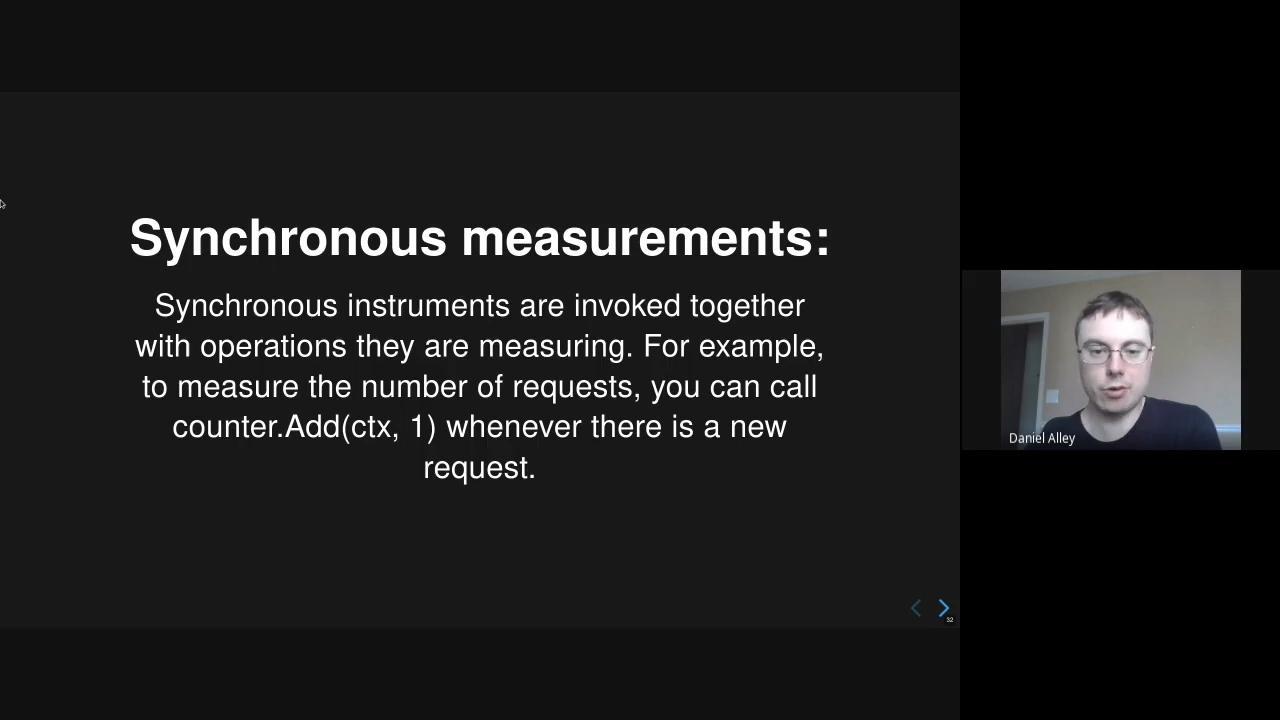 Synchronous measurements:
Synchronous instruments are invoked together
with operations they are measuring. For example,
to measure the number of requests, you can call
counter.Add(ctx, 1) whenever there is a new
request.
Daniel Alley
32